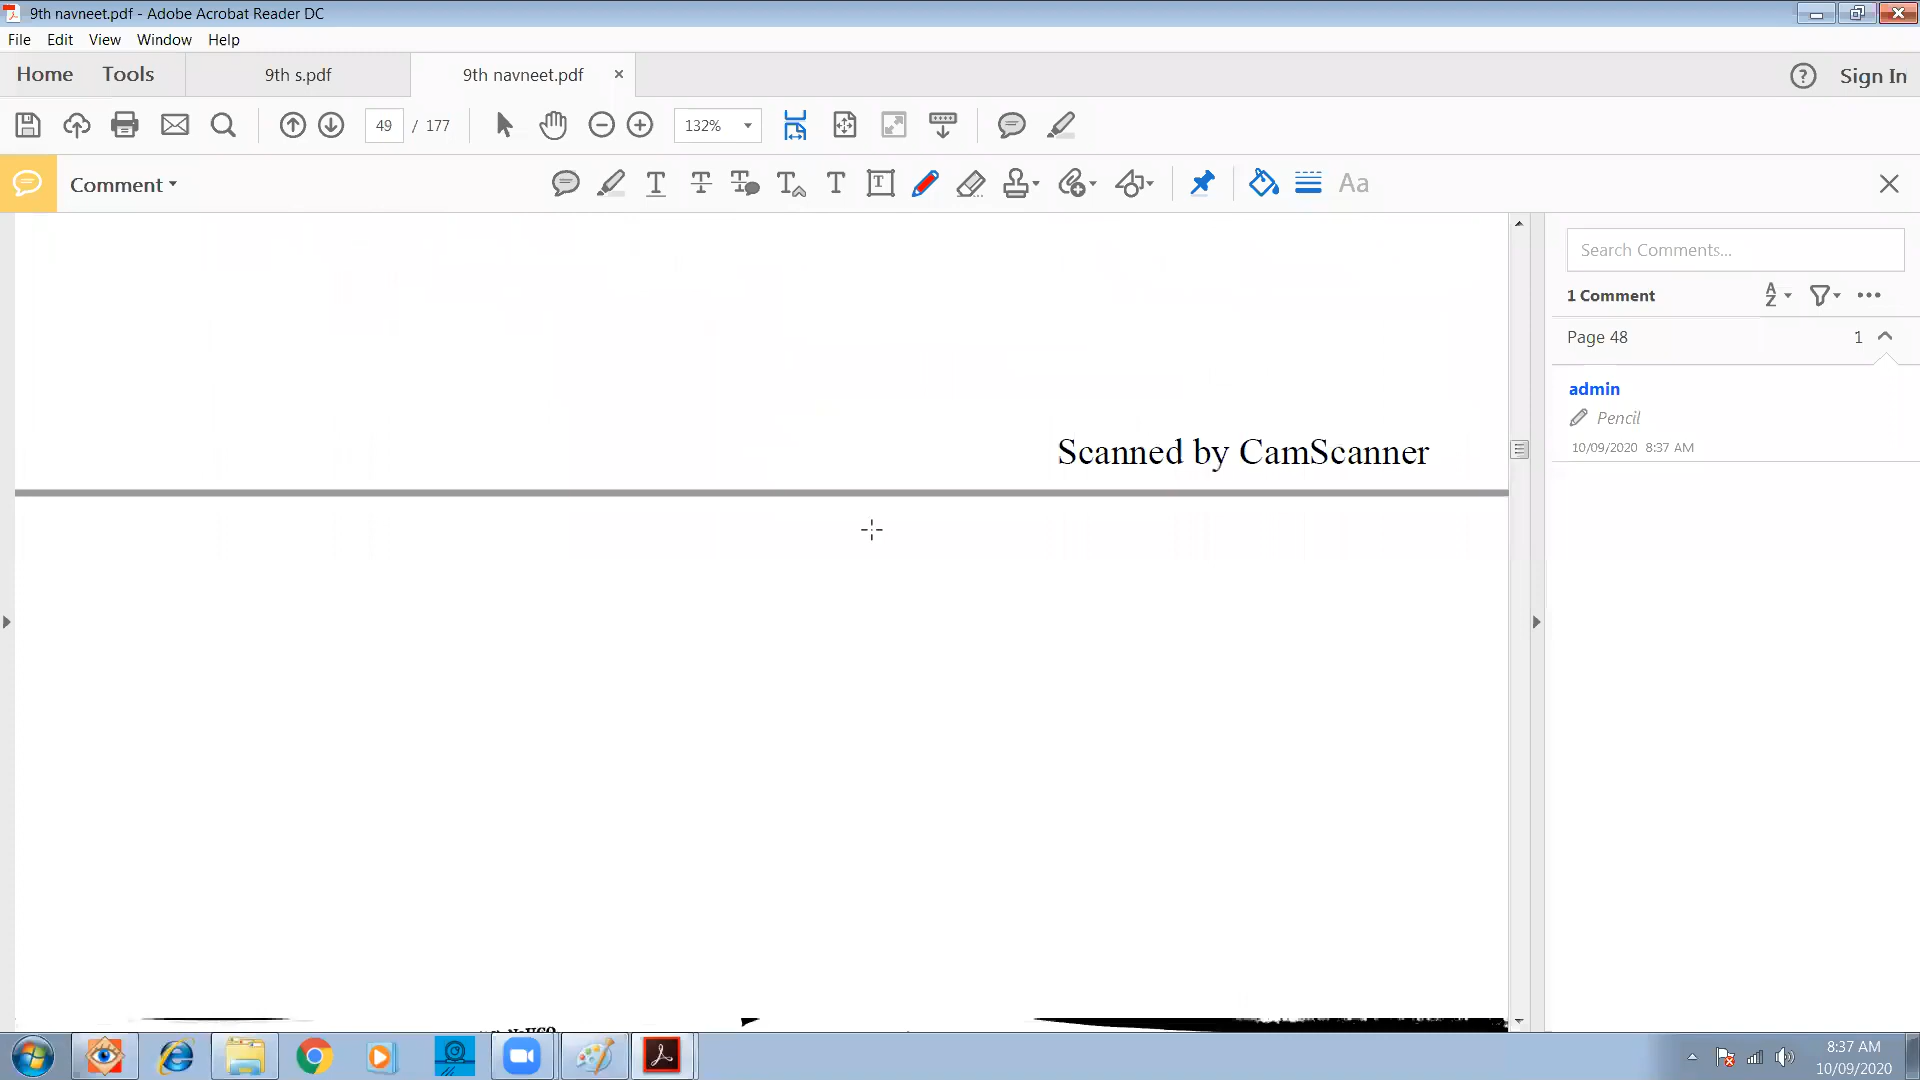 9th navneet.pdf - Adobe Acrobat Reader DC
File Edit View Window Help
Home Tools 9th s.pdf 9th navneet.pdf × ? Sign In
49 / 177 132%
Comment T T T T T T Aa
Search Comments...
1 Comment A Z
Page 48 1
admin
Pencil
10/09/2020 8:37 AM
Scanned by CamScanner
8:37 AM
10/09/2020